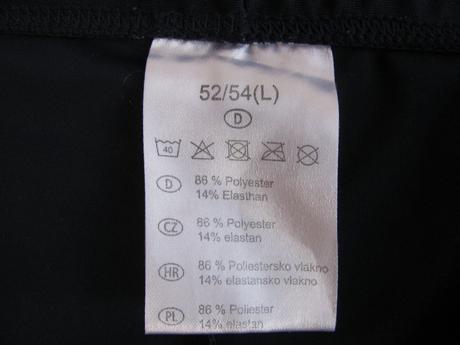 52/54(L)
D
40
D 86 % Polyester
14% Elasthan
CZ 86 % Polyester
14% elastan
HR 86 % Poliestersko vlakno
14% elastansko vlakno
PL 86 % Poliester
14% elastan